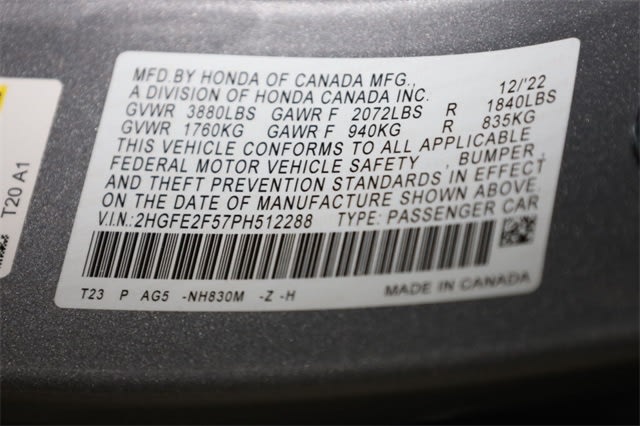 MFD.BY HONDA OF CANADA MFG., 12/'22
A DIVISION OF HONDA CANADA INC.
GVWR 3880LBS GAWR F 2072LBS R 1840LBS
GVWR 1760KG GAWR F 940KG R 835KG
THIS VEHICLE CONFORMS TO ALL APPLICABLE
FEDERAL MOTOR VEHICLE SAFETY , BUMPER,
AND THEFT PREVENTION STANDARDS IN EFFECT
ON THE DATE OF MANUFACTURE SHOWN ABOVE.
V.I.N.:2HGFE2F57PH512288 TYPE: PASSENGER CAR
T23 P AG5 -NH830M -Z -H MADE IN CANADA
T20 A1